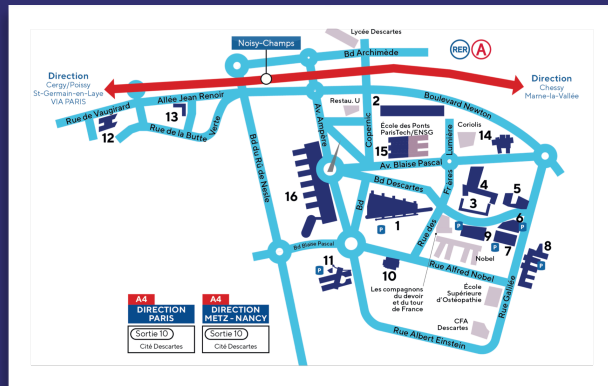 Lycée Descartes
Noisy-Champs
Bd Archimède
RER A
Direction
Cergy/Poissy
St-Germain-en-Laye
VIA PARIS
Direction
Chessy
Marne-la-Vallée
Allée Jean Renoir
Rue de Vaugirard
Rue de la Butte Verte
12
13
Bd du Ru de Nesle
Av. Ampère
Restau. U
2
Copernic
Bd
Boulevard Newton
École des Ponts
ParisTech/ENSG
15
Lumière
Frères
Rue des
Coriolis
14
Av. Blaise Pascal
Bd Descartes
16
4
3
5
6
P
1
P
P
9
7
P
8
P
Nobel
Bd Blaise Pascal
11
P
10
Rue Alfred Nobel
Rue Galilée
Les compagnons
du devoir
et du tour
de France
École
Supérieure
d'Ostéopathie
CFA
Descartes
Rue Albert Einstein
A4
DIRECTION
PARIS
Sortie 10
Cité Descartes
A4
DIRECTION
METZ - NANCY
Sortie 10
Cité Descartes